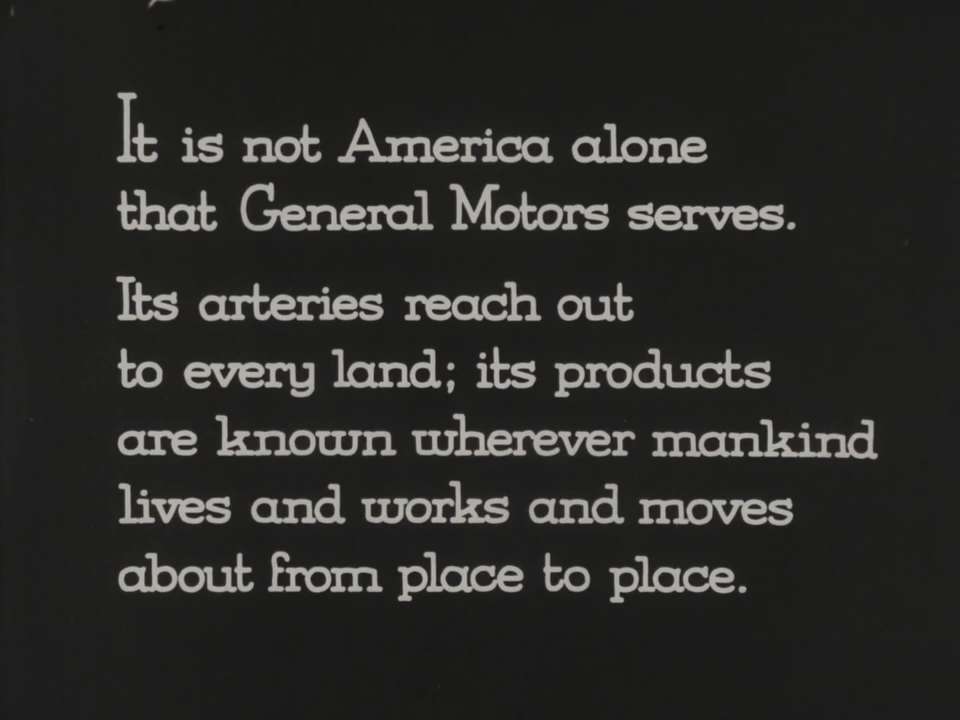 It is not America alone
that General Motors serves.
Its arteries reach out
to every land; its products
are known wherever mankind
lives and works and moves
about from place to place.